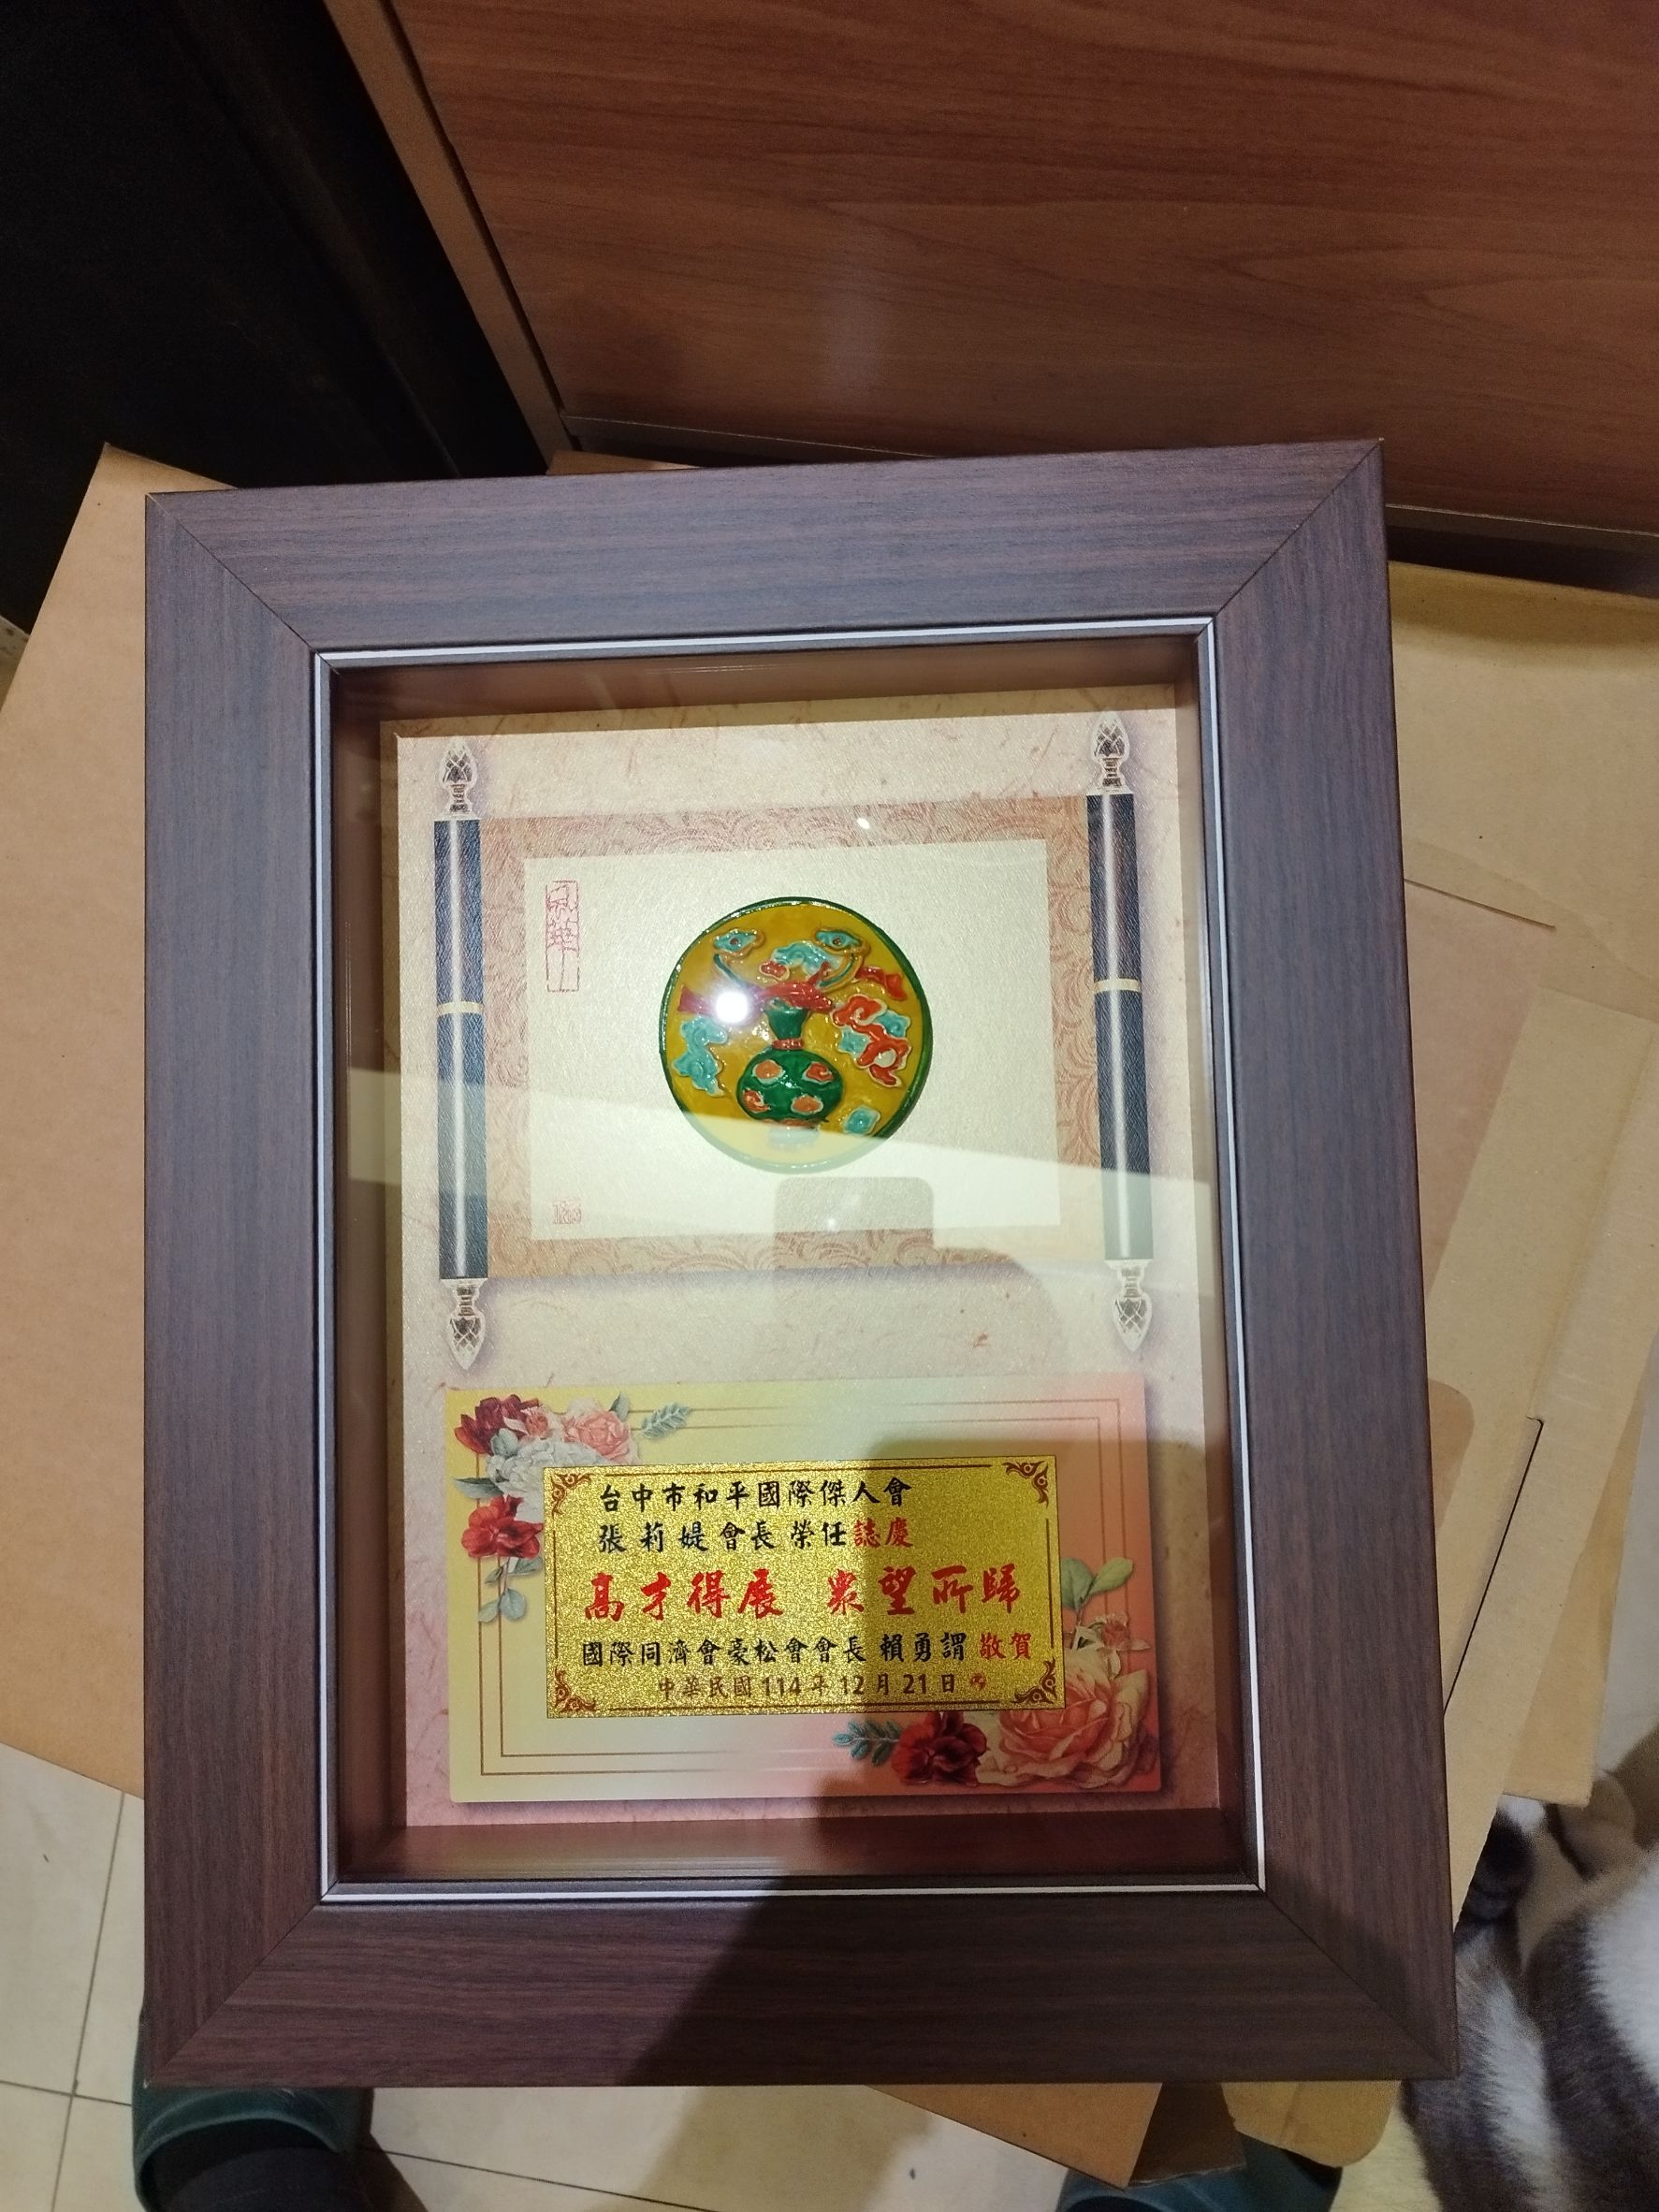 台中市和平國際傑人會
張莉媞會長榮任誌慶
高才得展 眾望所歸
國際同濟會豪松會會長 賴勇謂 敬賀
中華民國114年12月21日